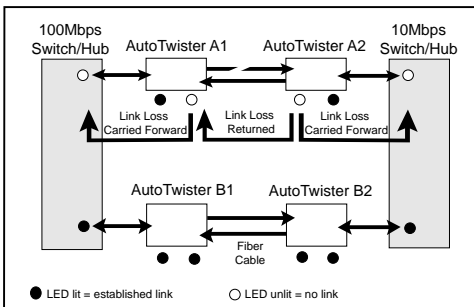 100Mbps
Switch/Hub
AutoTwister A1
AutoTwister A2
10Mbps
Switch/Hub
Link Loss
Carried Forward
Link Loss
Returned
Link Loss
Carried Forward
AutoTwister B1
AutoTwister B2
Fiber
Cable
LED lit = established link
LED unlit = no link